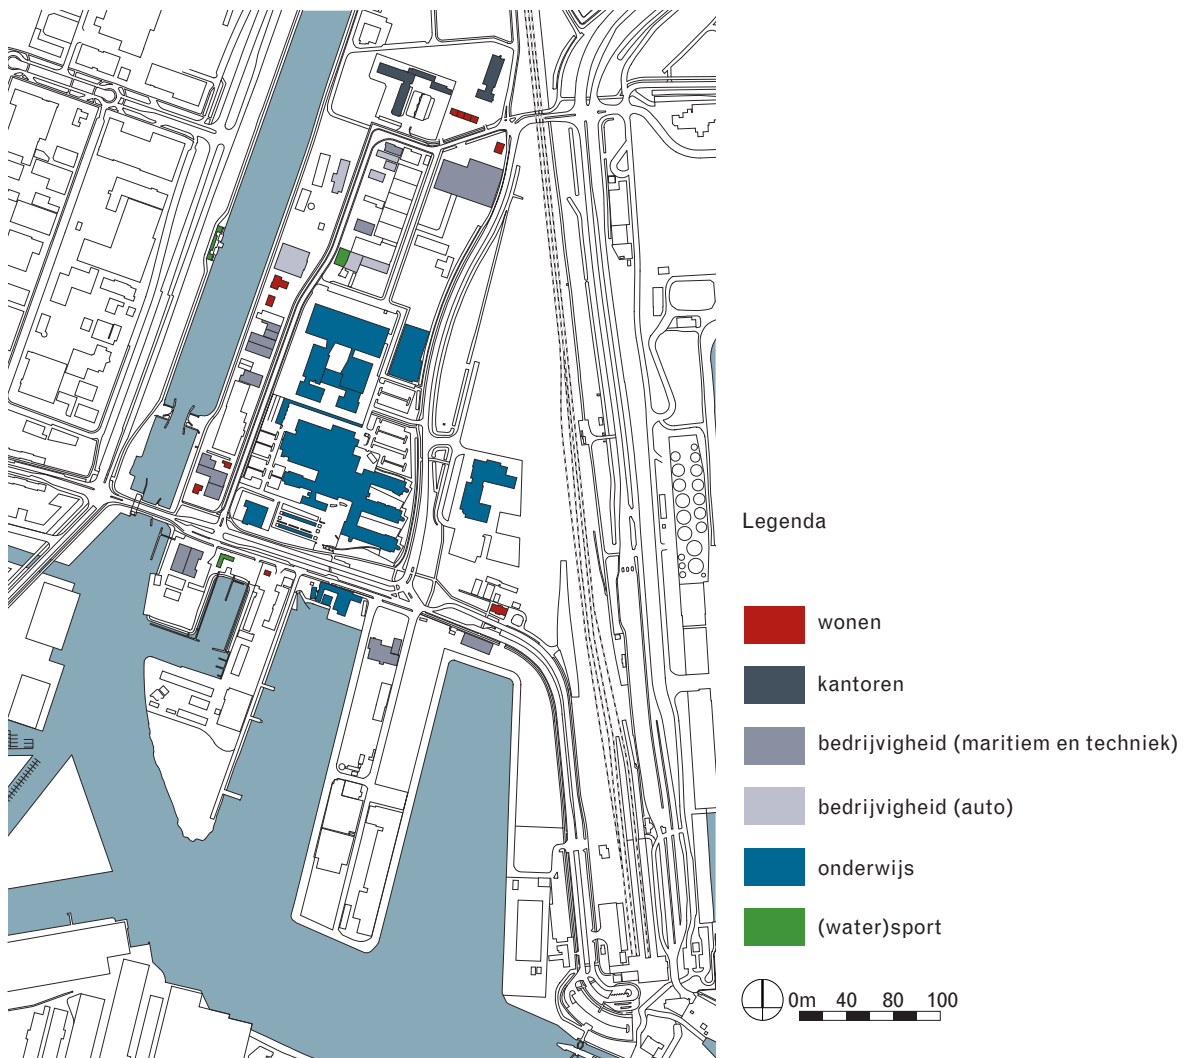 Legenda
wonen
kantoren
bedrijvigheid (maritiem en techniek)
bedrijvigheid (auto)
onderwijs
(water)sport
0m 40 80 100